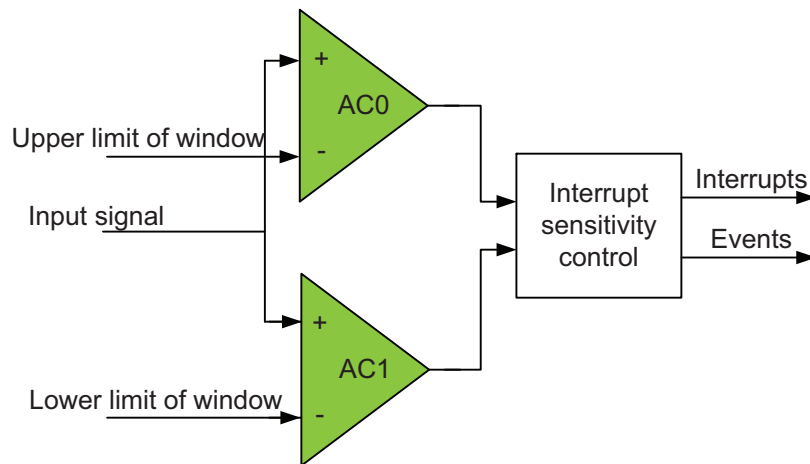 +
AC0
Upper limit of window
-
Input signal
Interrupt
sensitivity
control
Interrupts
Events
+
AC1
Lower limit of window
-